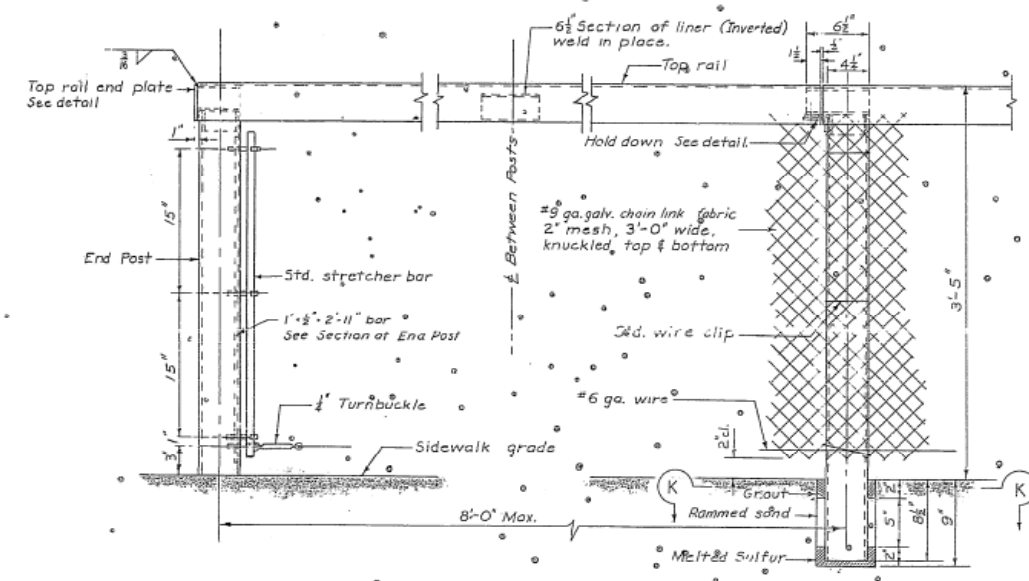 6½" Section of liner (Inverted)
weld in place.
6½"
1½"
½"
4½"
Top rail
Top rail end plate
See detail
1"
Hold down See detail.
15"
#9 ga. galv. chain link fabric
2" mesh, 3'-0" wide,
knuckled, top & bottom
℄ Between Posts
End Post
Std. stretcher bar
3'-5"
1"×½"×2'-11" bar
See Section at End Post
Std. wire clip
15"
¼" Turnbuckle
#6 ga. wire
3"
1"
Sidewalk grade
2" cl.
K
K
Grout
2"
8'-0" Max.
Rammed sand
5"
8½"
9"
Melted Sulfur
2"